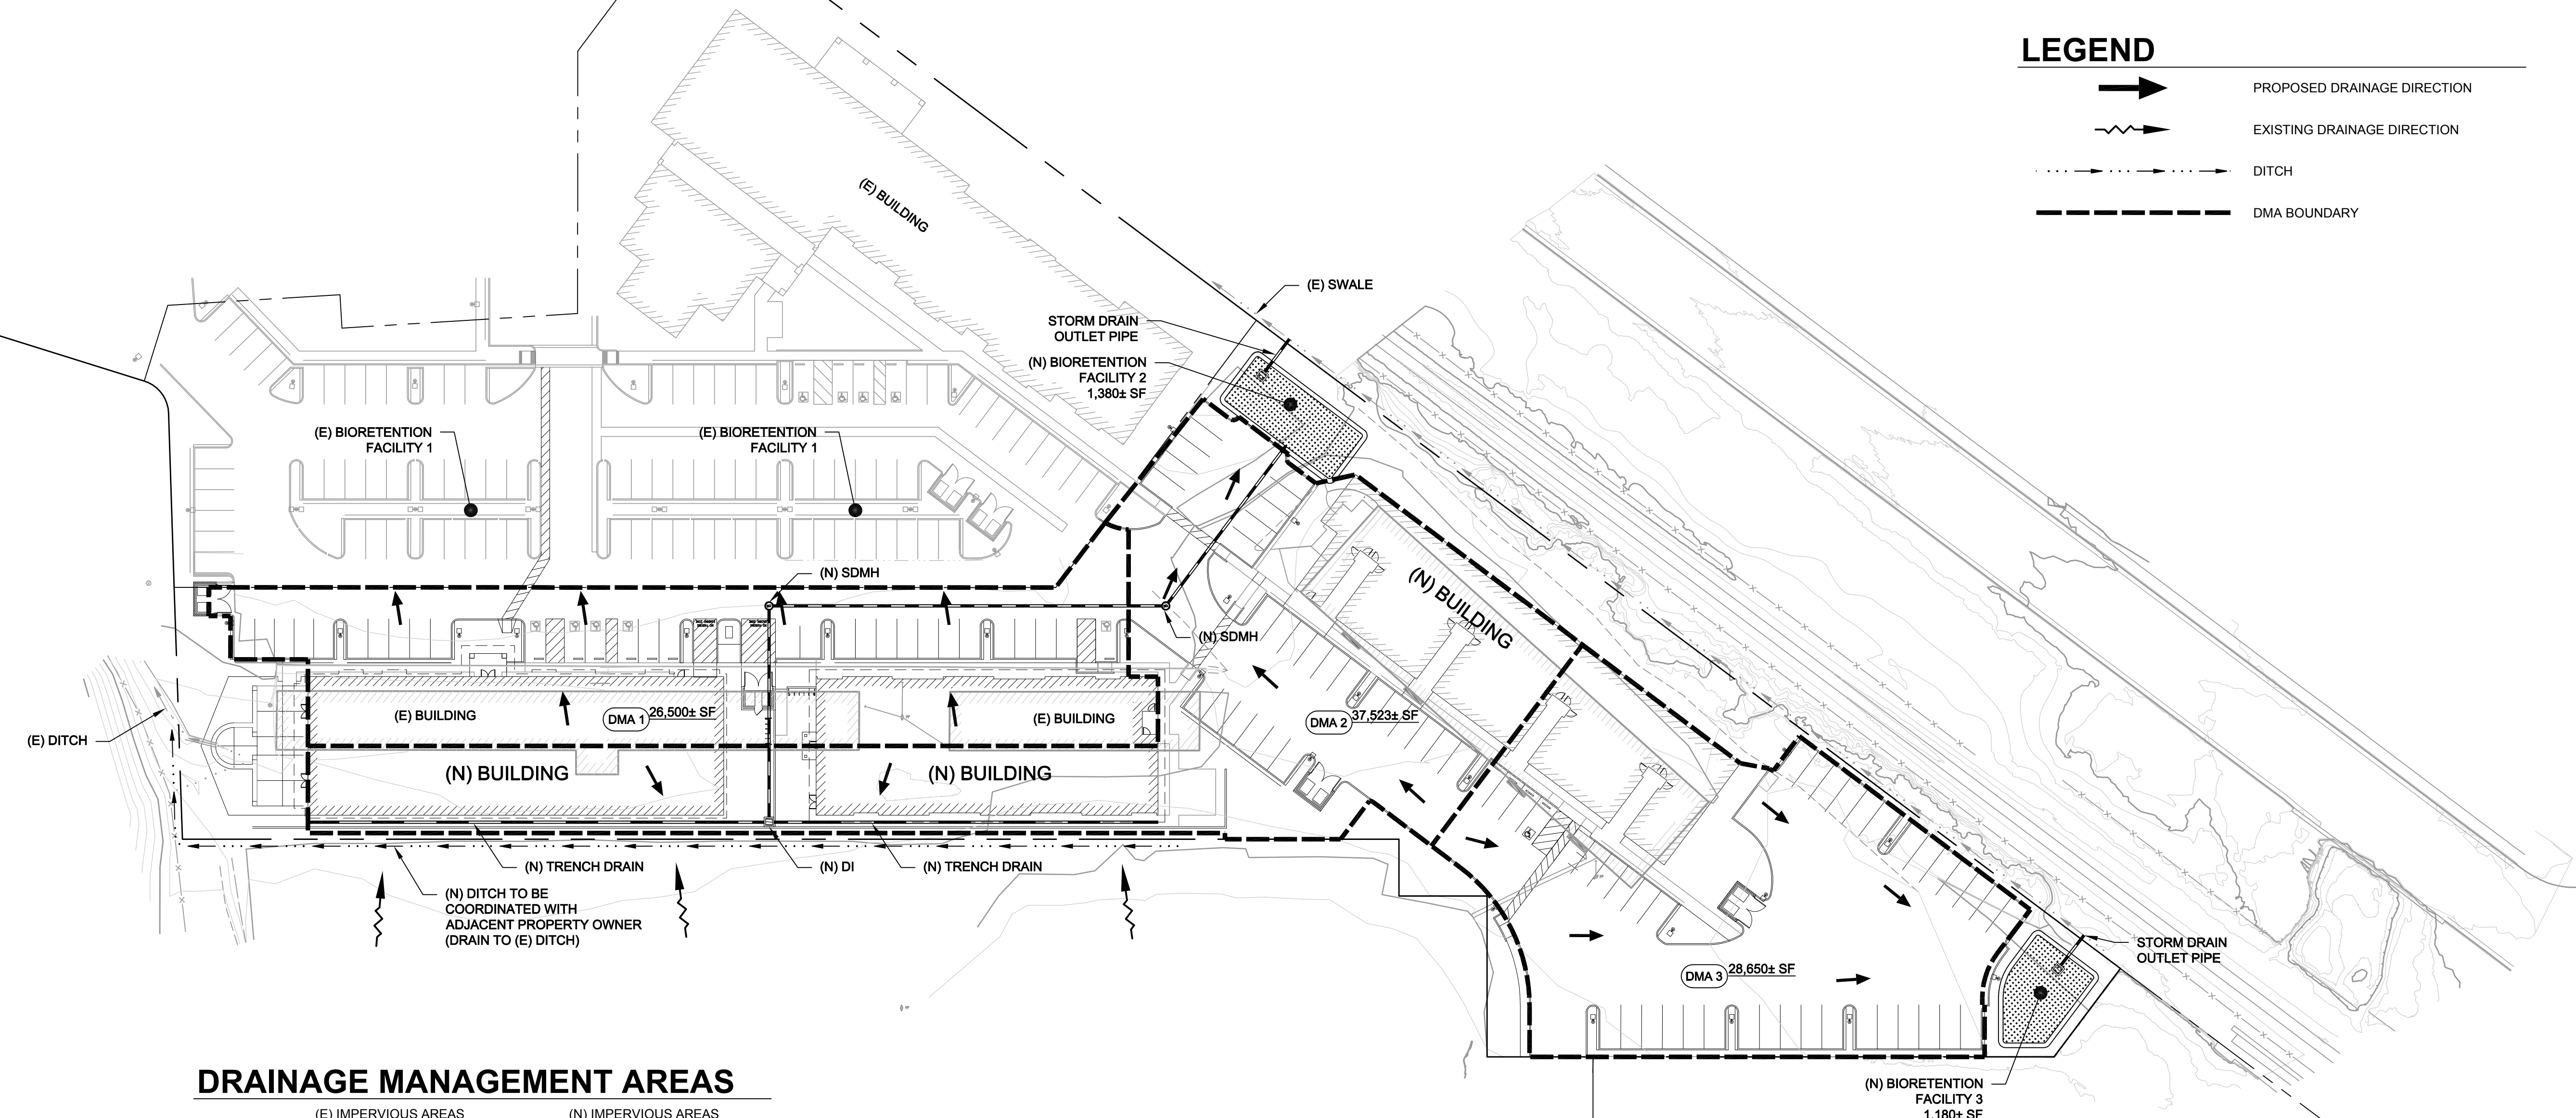 LEGEND
PROPOSED DRAINAGE DIRECTION
EXISTING DRAINAGE DIRECTION
DITCH
DMA BOUNDARY
(E) BUILDING
(E) SWALE
STORM DRAIN
OUTLET PIPE
(N) BIORETENTION
FACILITY 2
1,380± SF
(E) BIORETENTION
FACILITY 1
(E) BIORETENTION
FACILITY 1
(N) SDMH
(N) SDMH
(N) BUILDING
(E) BUILDING
DMA 1 26,500± SF
(E) BUILDING
DMA 2 37,523± SF
(E) DITCH
(N) BUILDING
(N) BUILDING
(N) TRENCH DRAIN
(N) DI
(N) TRENCH DRAIN
(N) DITCH TO BE
COORDINATED WITH
ADJACENT PROPERTY OWNER
(DRAIN TO (E) DITCH)
DMA 3 28,650± SF
STORM DRAIN
OUTLET PIPE
(N) BIORETENTION
FACILITY 3
1,180± SF
DRAINAGE MANAGEMENT AREAS
(E) IMPERVIOUS AREAS
(N) IMPERVIOUS AREAS